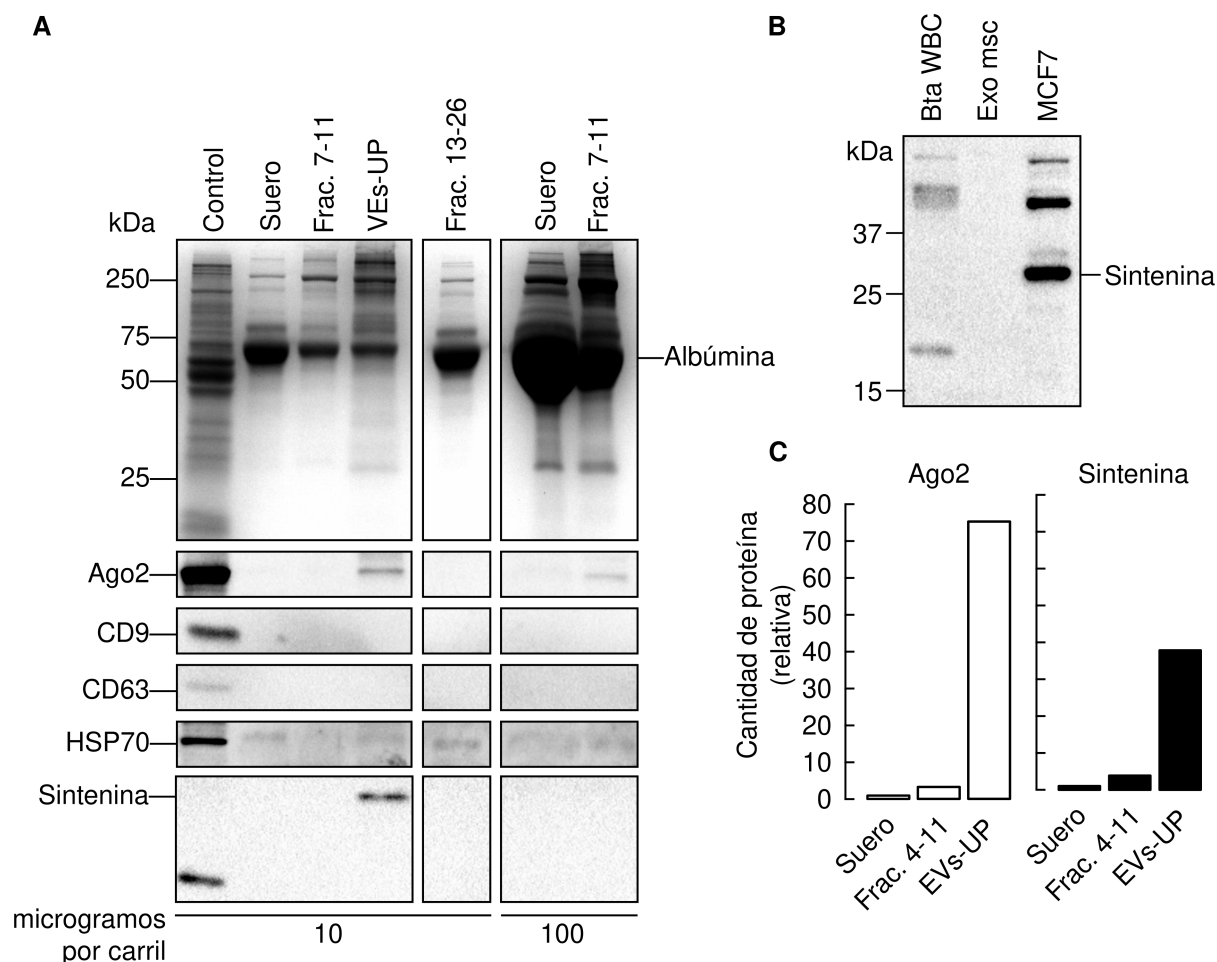 A
Control
Suero
Frac. 7-11
VEs-UP
Frac. 13-26
Suero
Frac. 7-11
kDa
250
75
50
25
Albúmina
Ago2
CD9
CD63
HSP70
Sintenina
microgramos
por carril
10
100
B
Bta WBC
Exo msc
MCF7
kDa
37
25
15
Sintenina
C
Ago2
Sintenina
Cantidad de proteína
(relativa)
80
70
60
50
40
30
20
10
0
Suero
Frac. 4-11
EVs-UP
Suero
Frac. 4-11
EVs-UP